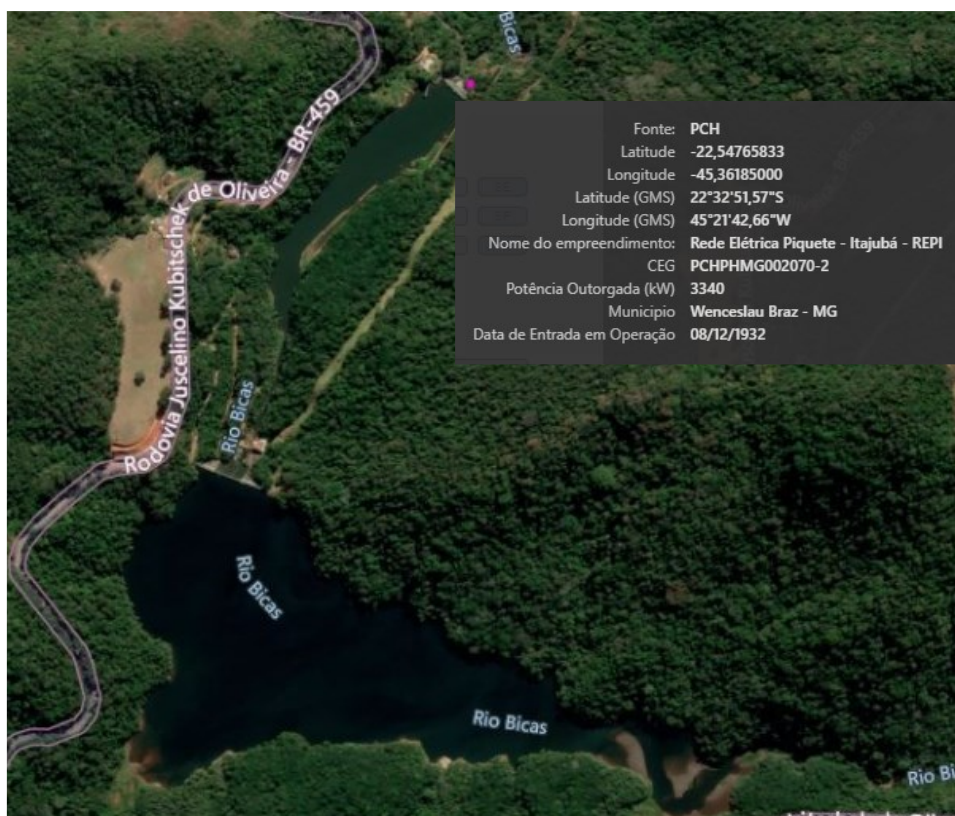 Bicas
Rodovia Juscelino Kubitschek de Oliveira - BR-459
Fonte: PCH
Latitude -22,54765833
Longitude -45,36185000
Latitude (GMS) 22°32'51,57"S
Longitude (GMS) 45°21'42,66"W
Nome do empreendimento: Rede Elétrica Piquete - Itajubá - REPI
CEG PCHPHMG002070-2
Potência Outorgada (kW) 3340
Municipio Wenceslau Braz - MG
Data de Entrada em Operação 08/12/1932
Rio Bicas
Rio Bicas
Rio Bicas
Rio Bi